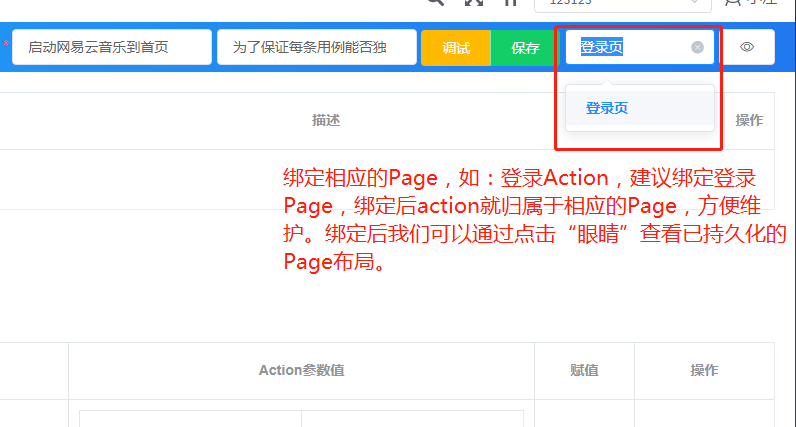 * 启动网易云音乐到首页 为了保证每条用例能否独 调试 保存 登录页
登录页
描述 操作
绑定相应的Page，如：登录Action，建议绑定登录
Page，绑定后action就归属于相应的Page，方便维
护。绑定后我们可以通过点击“眼睛”查看已持久化的
Page布局。
Action参数值 赋值 操作